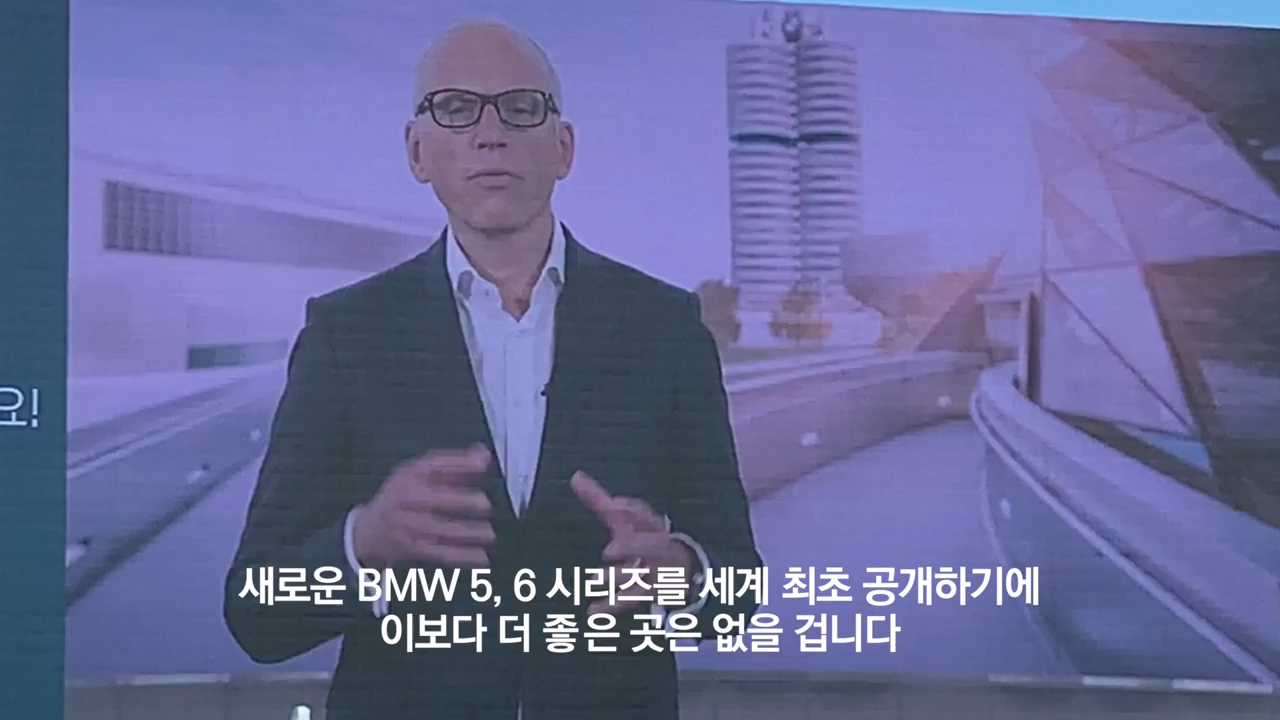 요!
새로운 BMW 5, 6 시리즈를 세계 최초 공개하기에
이보다 더 좋은 곳은 없을 겁니다